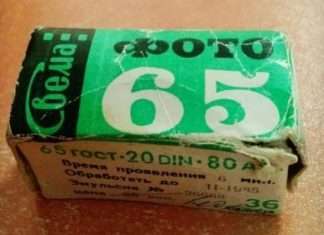 Свема
ФОТО
65
65 ГОСТ·20 DIN·80 А
Время проявления 6 мин.
Обработать до 11-1995
Эмульсия №
цена
36